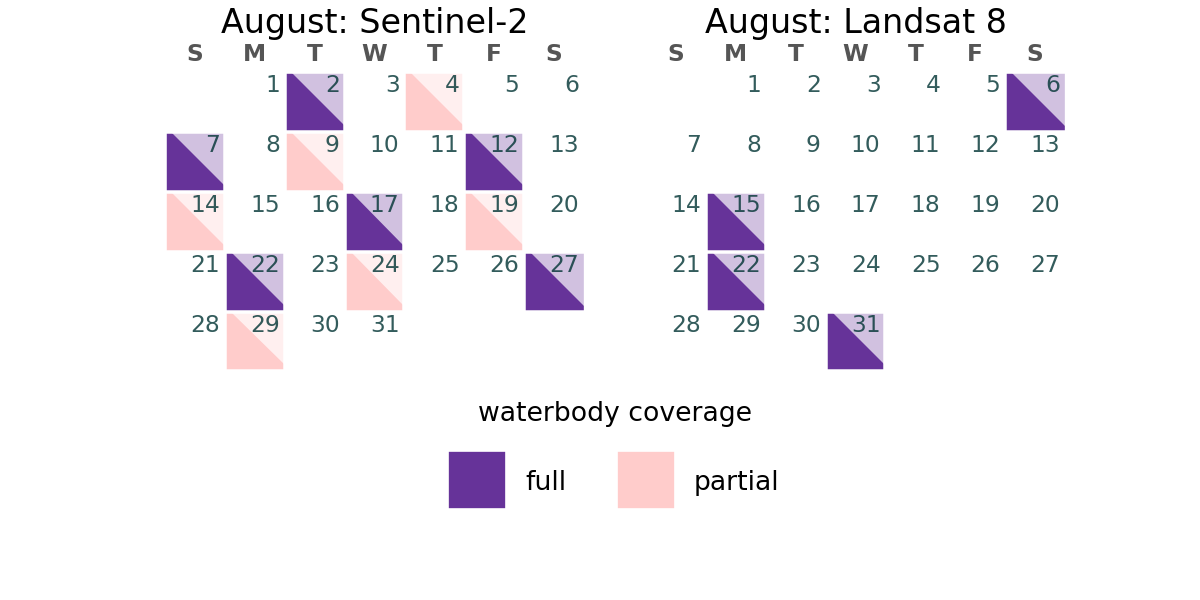 August: Sentinel-2
S M T W T F S
1 2 3 4 5 6
7 8 9 10 11 12 13
14 15 16 17 18 19 20
21 22 23 24 25 26 27
28 29 30 31
August: Landsat 8
S M T W T F S
1 2 3 4 5 6
7 8 9 10 11 12 13
14 15 16 17 18 19 20
21 22 23 24 25 26 27
28 29 30 31
waterbody coverage
full
partial